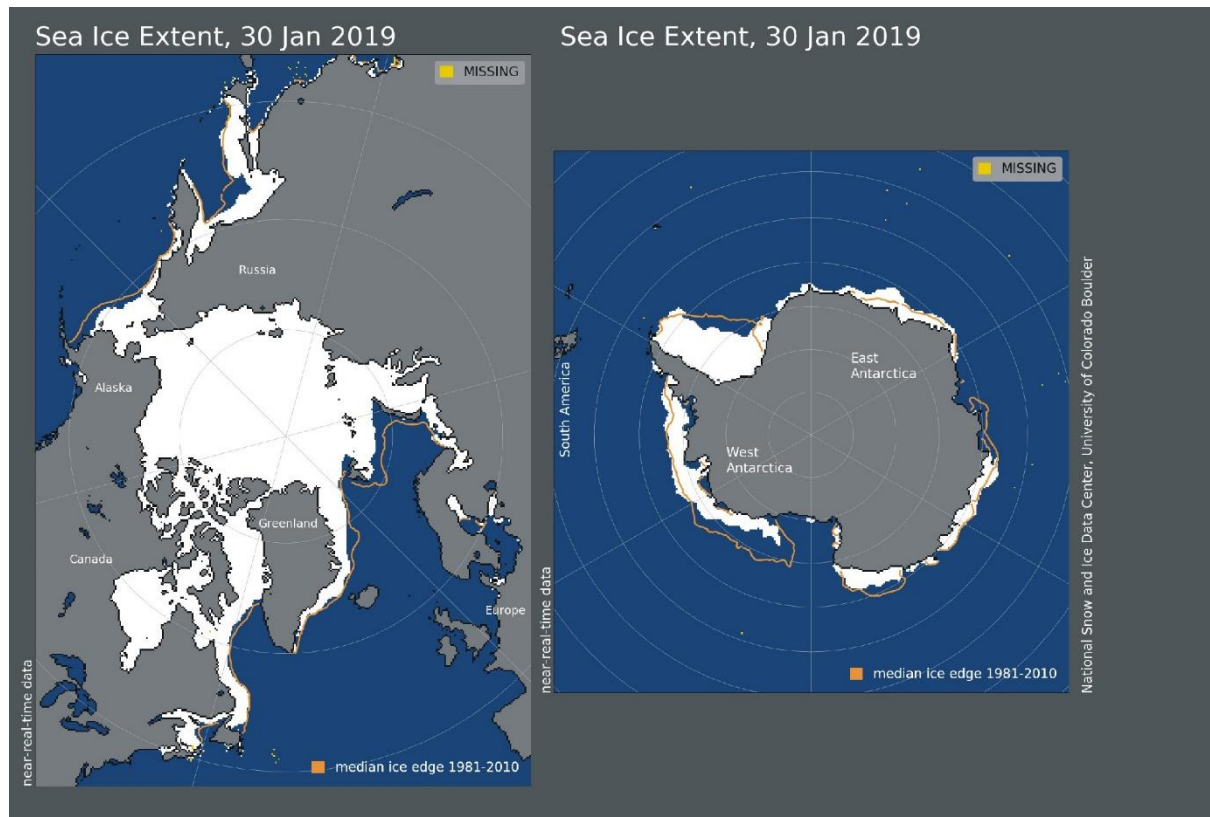 Sea Ice Extent, 30 Jan 2019
MISSING
Russia
Alaska
Greenland
Canada
Europe
near-real-time data
median ice edge 1981-2010
Sea Ice Extent, 30 Jan 2019
MISSING
South America
East
Antarctica
West
Antarctica
near-real-time data
median ice edge 1981-2010
National Snow and Ice Data Center, University of Colorado Boulder